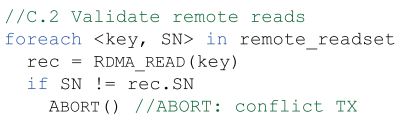 //C.2 Validate remote reads
foreach <key, SN> in remote_readset
  rec = RDMA_READ(key)
  if SN != rec.SN
    ABORT() //ABORT: conflict TX